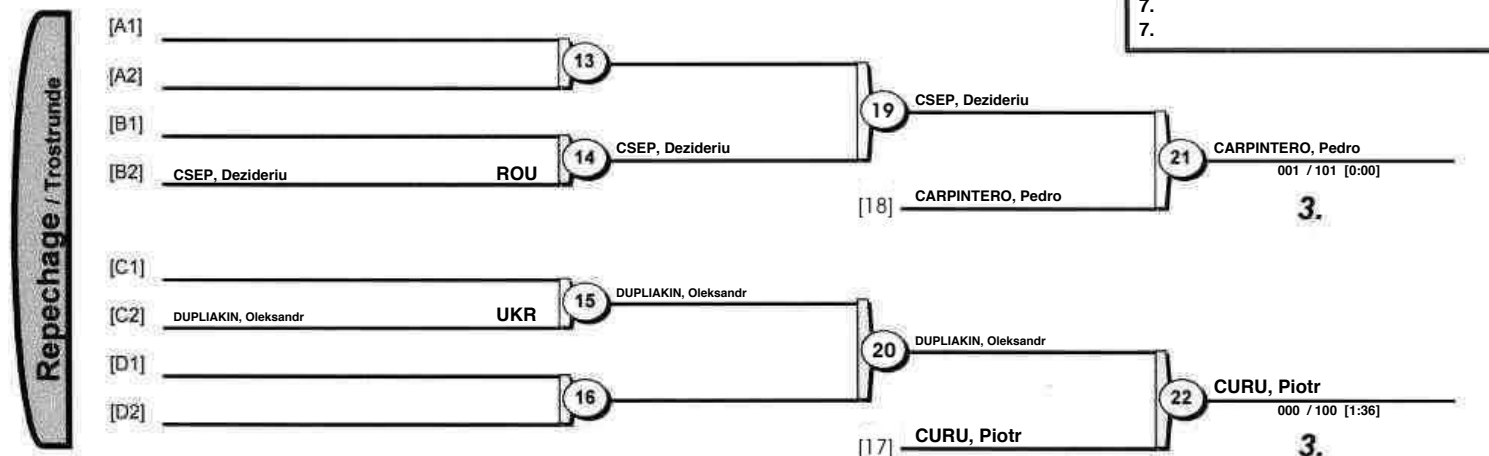 7.
7.
Repechage / Trostrunde
[A1]
13
[A2]
19
CSEP, Dezideriu
[B1]
14
CSEP, Dezideriu
21
CARPINTERO, Pedro
001 / 101 [0:00]
[B2] CSEP, Dezideriu ROU
[18] CARPINTERO, Pedro
3.
[C1]
15
DUPLIAKIN, Oleksandr
[C2] DUPLIAKIN, Oleksandr UKR
20
DUPLIAKIN, Oleksandr
[D1]
16
22
CURU, Piotr
000 / 100 [1:36]
[D2]
[17] CURU, Piotr
3.